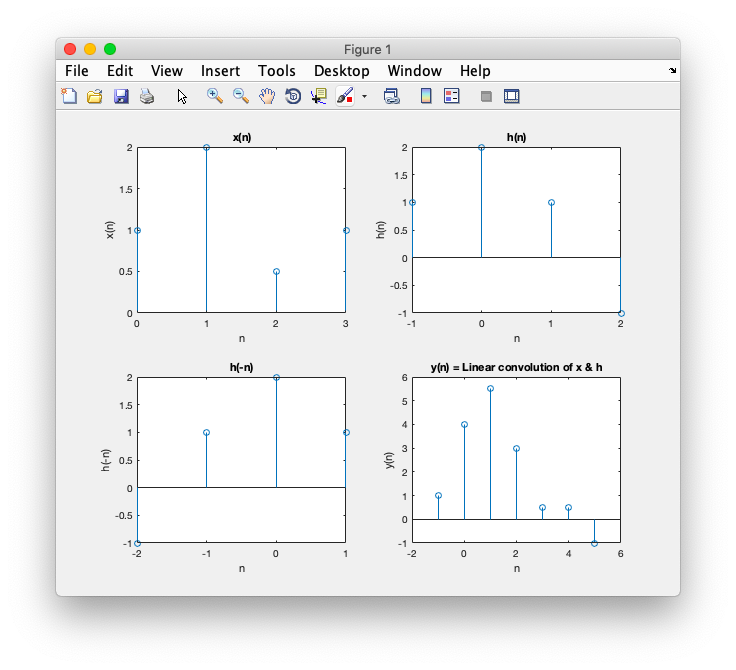 Figure 1
File Edit View Insert Tools Desktop Window Help
x(n)
2
1.5
1
0.5
0
x(n)
0 1 2 3
n
h(n)
2
1.5
1
0.5
0
-0.5
-1
h(n)
-1 0 1 2
n
h(-n)
2
1.5
1
0.5
0
-0.5
-1
h(-n)
-2 -1 0 1
n
y(n) = Linear convolution of x & h
6
5
4
3
2
1
0
-1
y(n)
-2 0 2 4 6
n